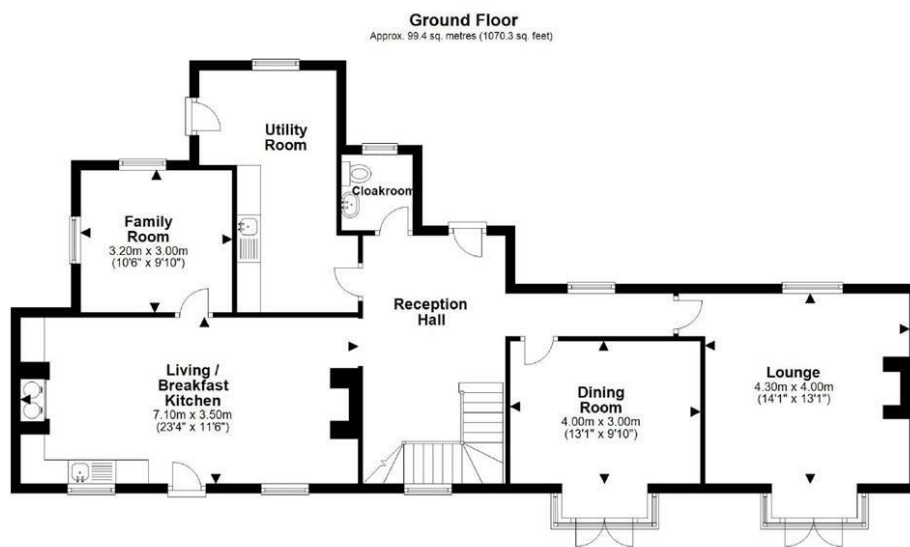 Ground Floor
Approx. 99.4 sq. metres (1070.3 sq. feet)
Utility
Room
Cloakroom
Family
Room
3.20m x 3.00m
(10'6" x 9'10")
Reception
Hall
Living /
Breakfast
Kitchen
7.10m x 3.50m
(23'4" x 11'6")
Dining
Room
4.00m x 3.00m
(13'1" x 9'10")
Lounge
4.30m x 4.00m
(14'1" x 13'1")